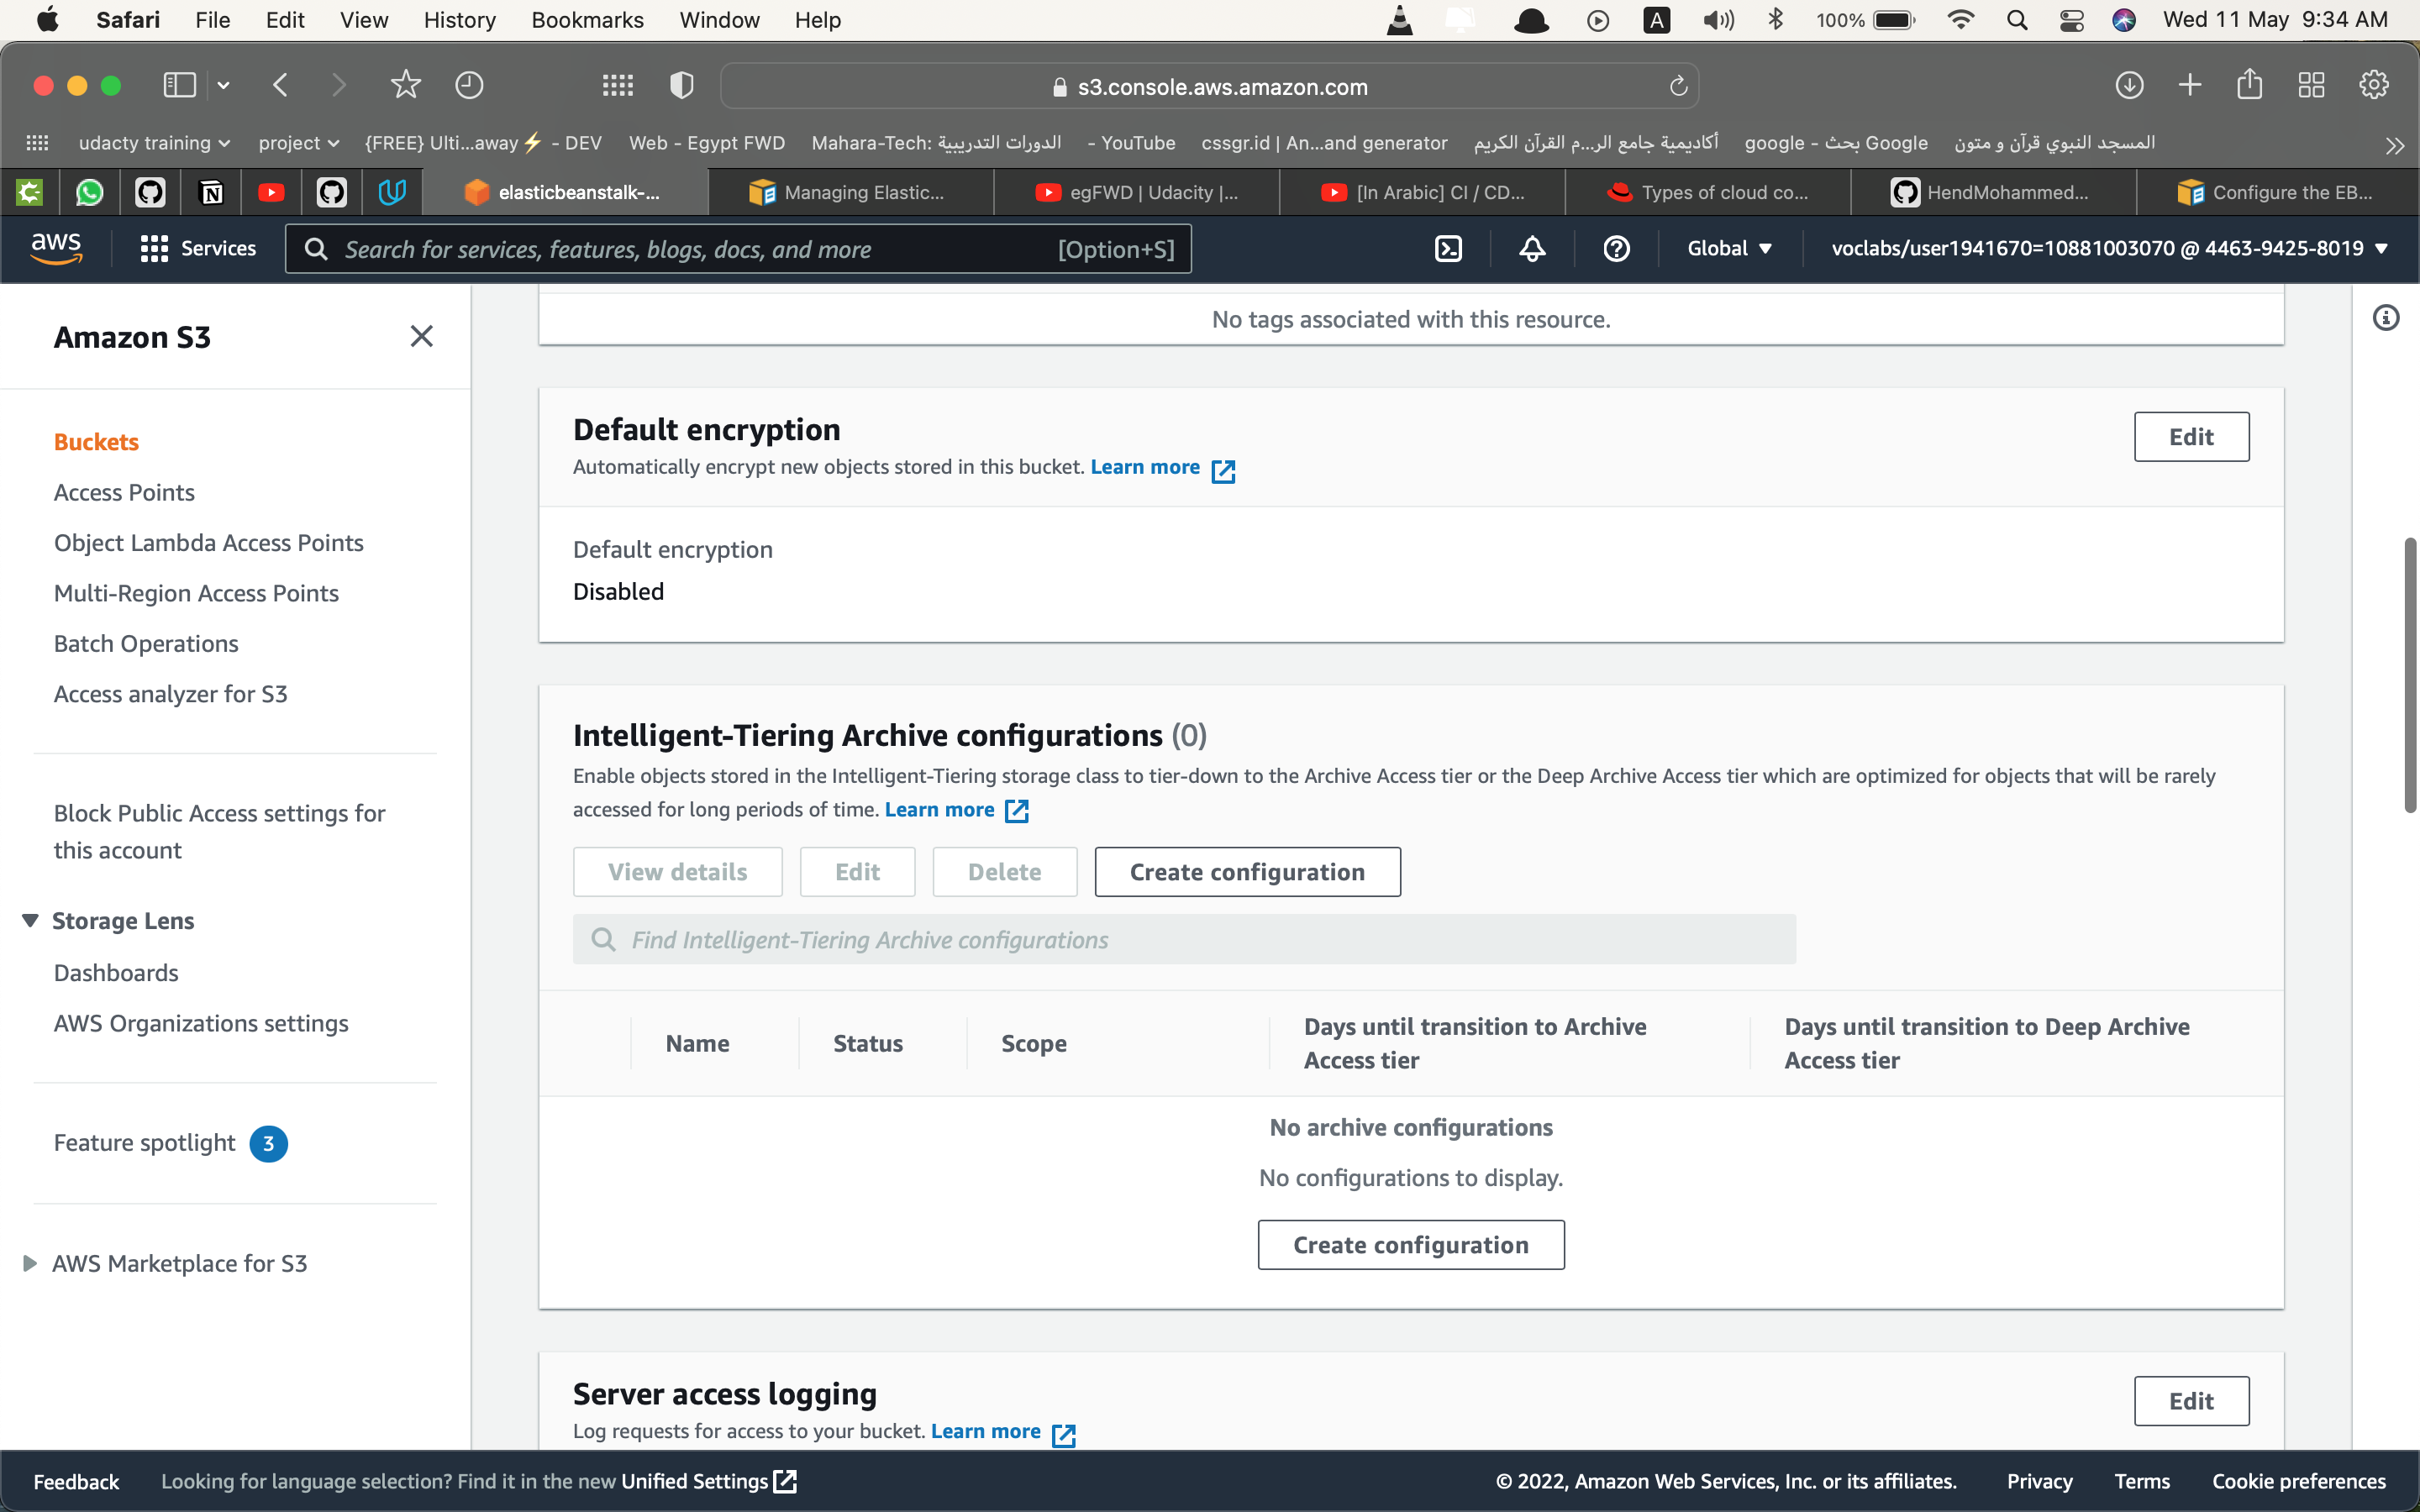 Safari File Edit View History Bookmarks Window Help A 100% Wed 11 May 9:34 AM
s3.console.aws.amazon.com
udacty training project {FREE} Ulti...away⚡ - DEV Web - Egypt FWD Mahara-Tech: الدورات التدريبية - YouTube cssgr.id | An...and generator أكاديمية جامع الر...م القرآن الكريم google - بحث Google المسجد النبوي قرآن و متون
elasticbeanstalk-... Managing Elastic... egFWD | Udacity |... [In Arabic] CI / CD... Types of cloud co... HendMohammed... Configure the EB...
aws Services Search for services, features, blogs, docs, and more [Option+S] Global voclabs/user1941670=10881003070 @ 4463-9425-8019
Amazon S3
Buckets
Access Points
Object Lambda Access Points
Multi-Region Access Points
Batch Operations
Access analyzer for S3
Block Public Access settings for
this account
Storage Lens
Dashboards
AWS Organizations settings
Feature spotlight 3
AWS Marketplace for S3
No tags associated with this resource.
Default encryption
Edit
Automatically encrypt new objects stored in this bucket. Learn more
Default encryption
Disabled
Intelligent-Tiering Archive configurations (0)
Enable objects stored in the Intelligent-Tiering storage class to tier-down to the Archive Access tier or the Deep Archive Access tier which are optimized for objects that will be rarely
accessed for long periods of time. Learn more
View details Edit Delete Create configuration
Find Intelligent-Tiering Archive configurations
Name Status Scope Days until transition to Archive Access tier Days until transition to Deep Archive Access tier
No archive configurations
No configurations to display.
Create configuration
Server access logging
Edit
Log requests for access to your bucket. Learn more
Feedback Looking for language selection? Find it in the new Unified Settings © 2022, Amazon Web Services, Inc. or its affiliates. Privacy Terms Cookie preferences